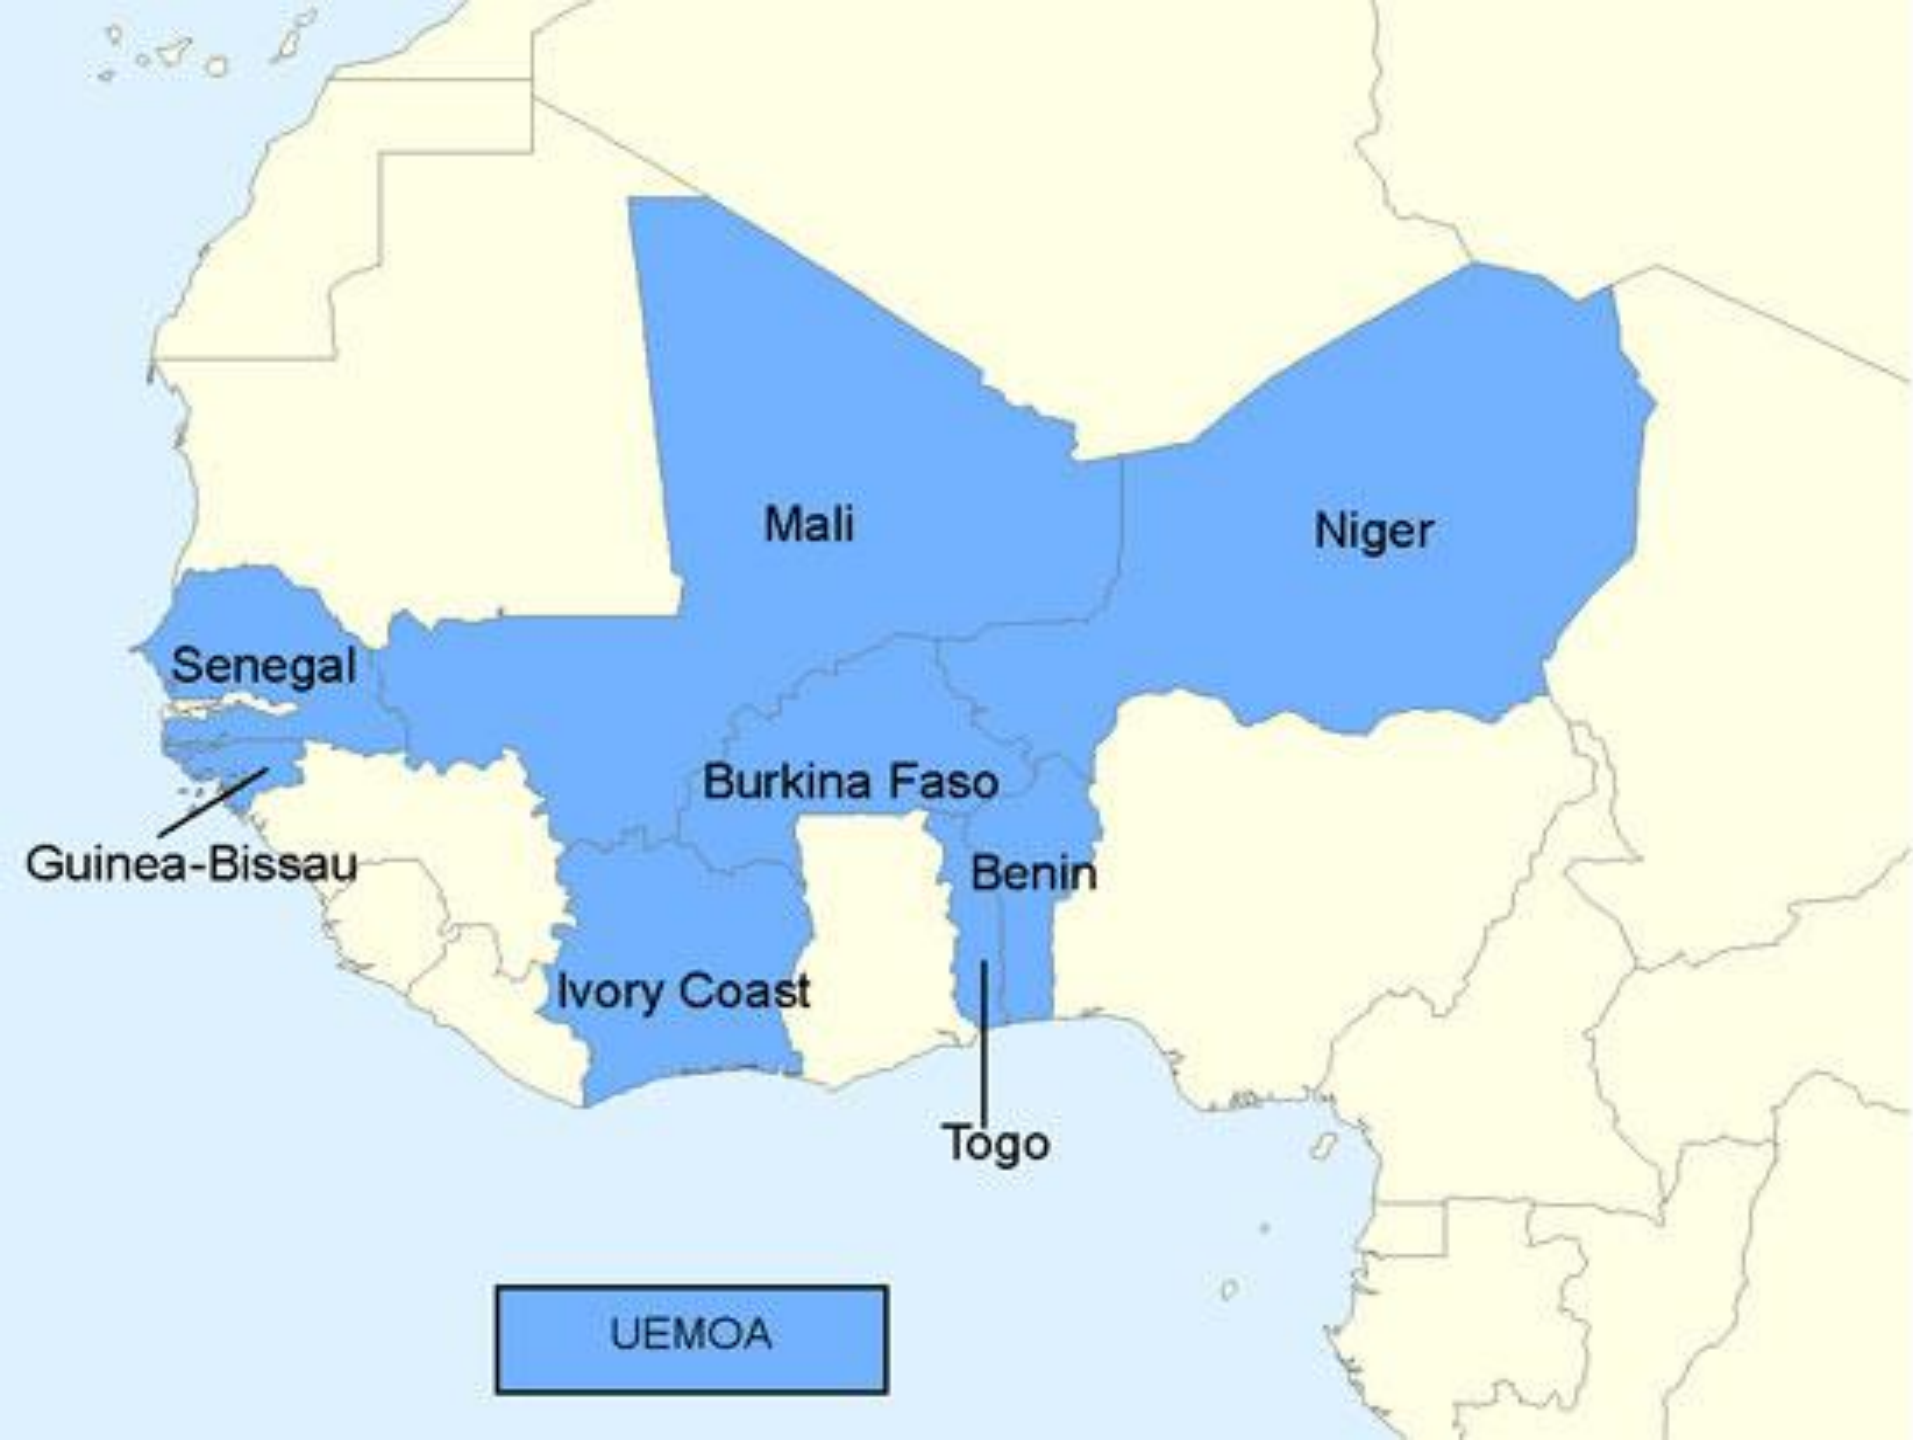 Mali
Niger
Senegal
Burkina Faso
Guinea-Bissau
Benin
Ivory Coast
Togo
UEMOA